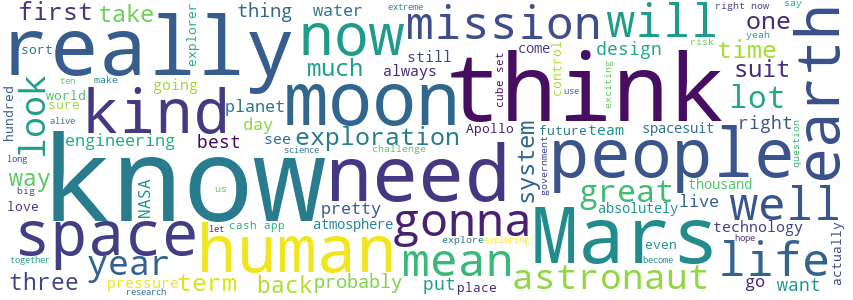 first take thing water extreme right now say
sort explorer mission will one yeah
really now still come design time risk
much always think control suit
ten make going moon cube set exciting lot
look world kind planet use
hundred sure day Apollo future team spacesuit right earth
alive engineering best see exploration
long science challenge system government people question
way know need great thousand
big us NASA pretty absolutely live well
love space let cash app atmosphere gonna Mars technology
together human explore exploring even hope actually
three year mean become life
pressure term back probably put place astronaut go want
research